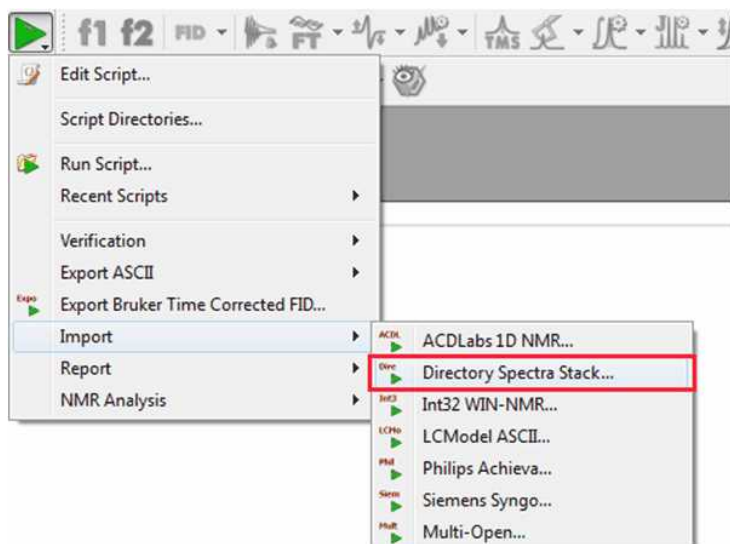 f1 f2 FID FT TMS
Edit Script...
Script Directories...
Run Script...
Recent Scripts
Verification
Export ASCII
Expo
Export Bruker Time Corrected FID...
Import
Report
NMR Analysis
ACDL
ACDLabs 1D NMR...
Dire
Directory Spectra Stack...
Int3
Int32 WIN-NMR...
LCMo
LCModel ASCII...
Phil
Philips Achieva...
Siem
Siemens Syngo...
Mult
Multi-Open...